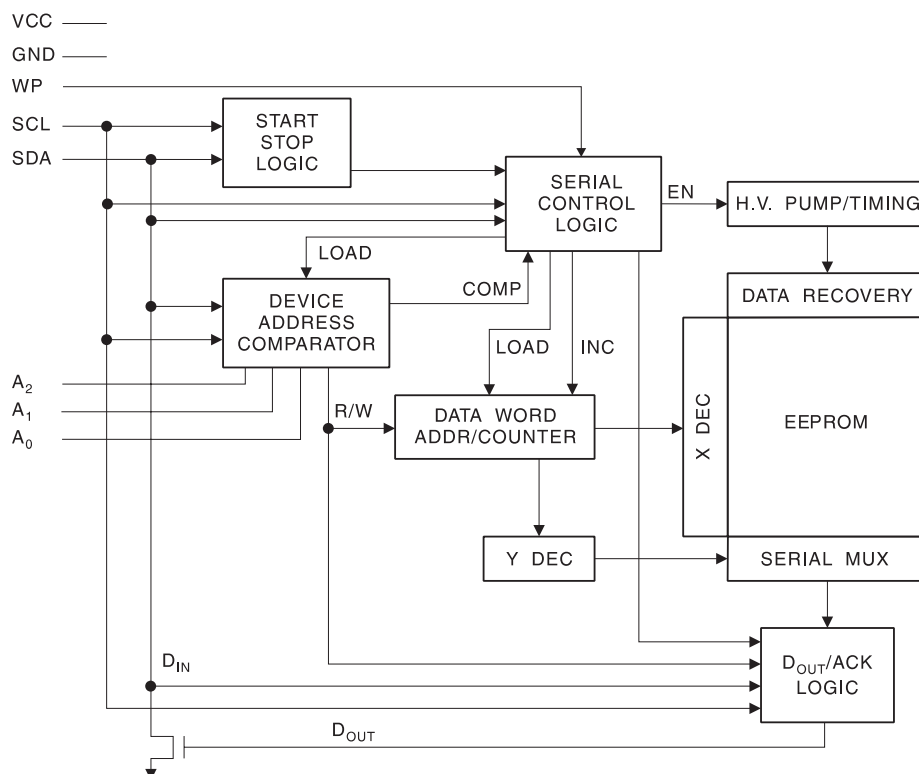 VCC
GND
WP
SCL
SDA
START
STOP
LOGIC
SERIAL
CONTROL
LOGIC
EN
H.V. PUMP/TIMING
LOAD
COMP
DATA RECOVERY
DEVICE
ADDRESS
COMPARATOR
LOAD
INC
A2
A1
A0
R/W
DATA WORD
ADDR/COUNTER
X DEC
EEPROM
Y DEC
SERIAL MUX
DIN
DOUT/ACK
LOGIC
DOUT